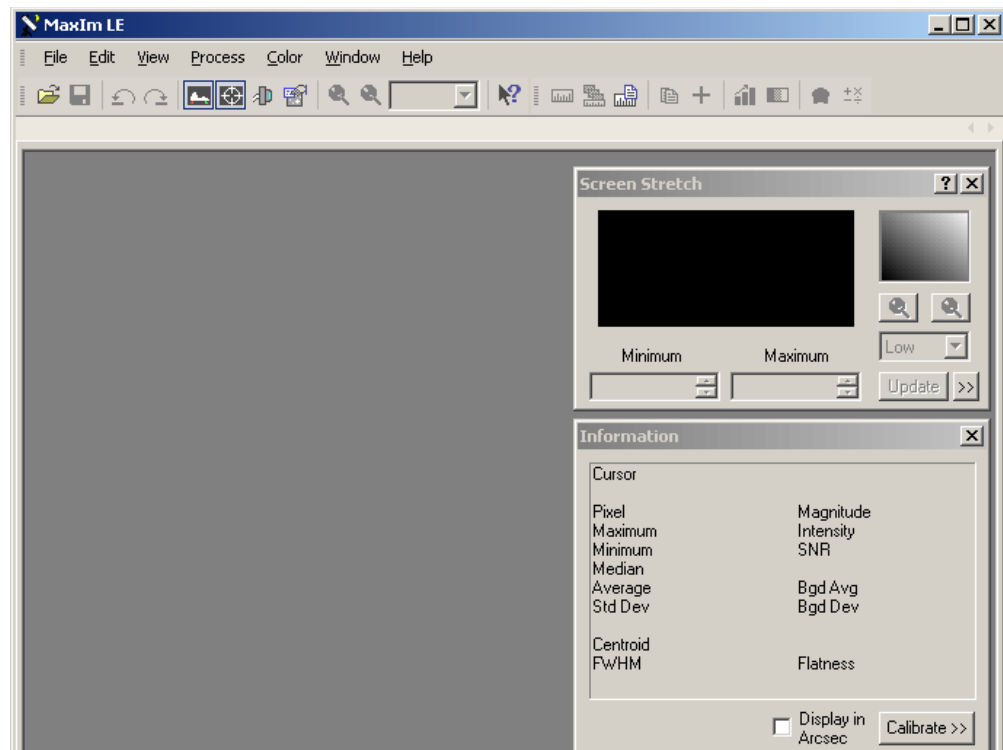 MaxIm LE
File Edit View Process Color Window Help
Screen Stretch
Minimum Maximum
Low
Update >>
Information
Cursor
Pixel Magnitude
Maximum Intensity
Minimum SNR
Median
Average Bgd Avg
Std Dev Bgd Dev
Centroid
FWHM Flatness
Display in
Arcsec
Calibrate >>